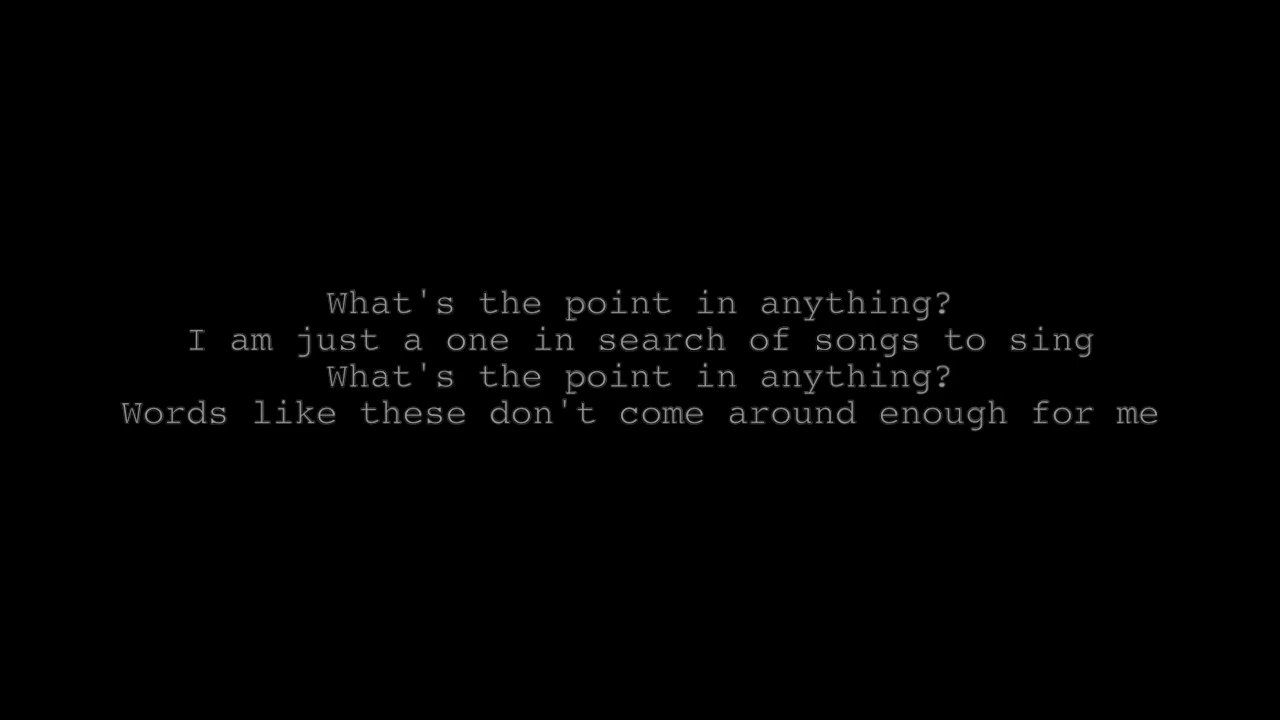 What's the point in anything?
I am just a one in search of songs to sing
What's the point in anything?
Words like these don't come around enough for me